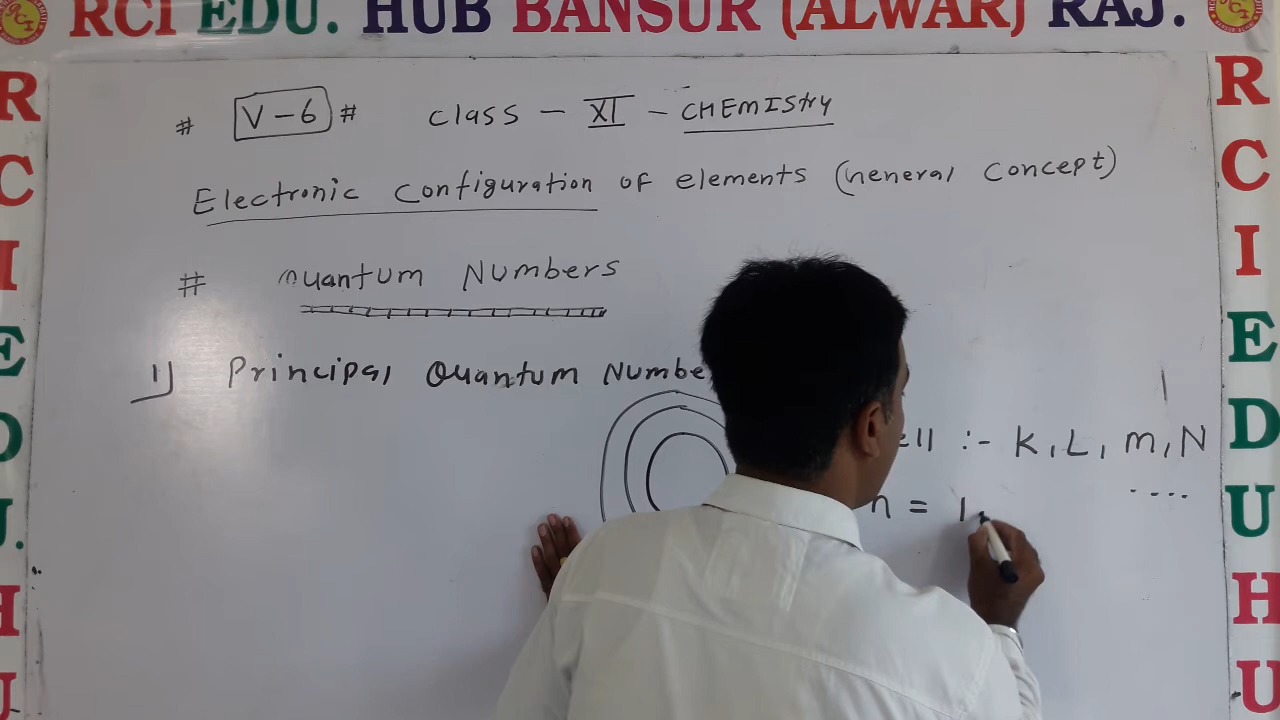 RCI EDU. HUB BANSUR (ALWAR) RAJ.
# V-6 # Class - XI - CHEMIStry
Electronic Configuration of elements (General Concept)
# Quantum Numbers
1) Principal Quantum Numbe
ell :- K, L, M, N
....
n = 1,
R
C
I
E
D
U
H
U
R
C
I
E
D
U
H
U